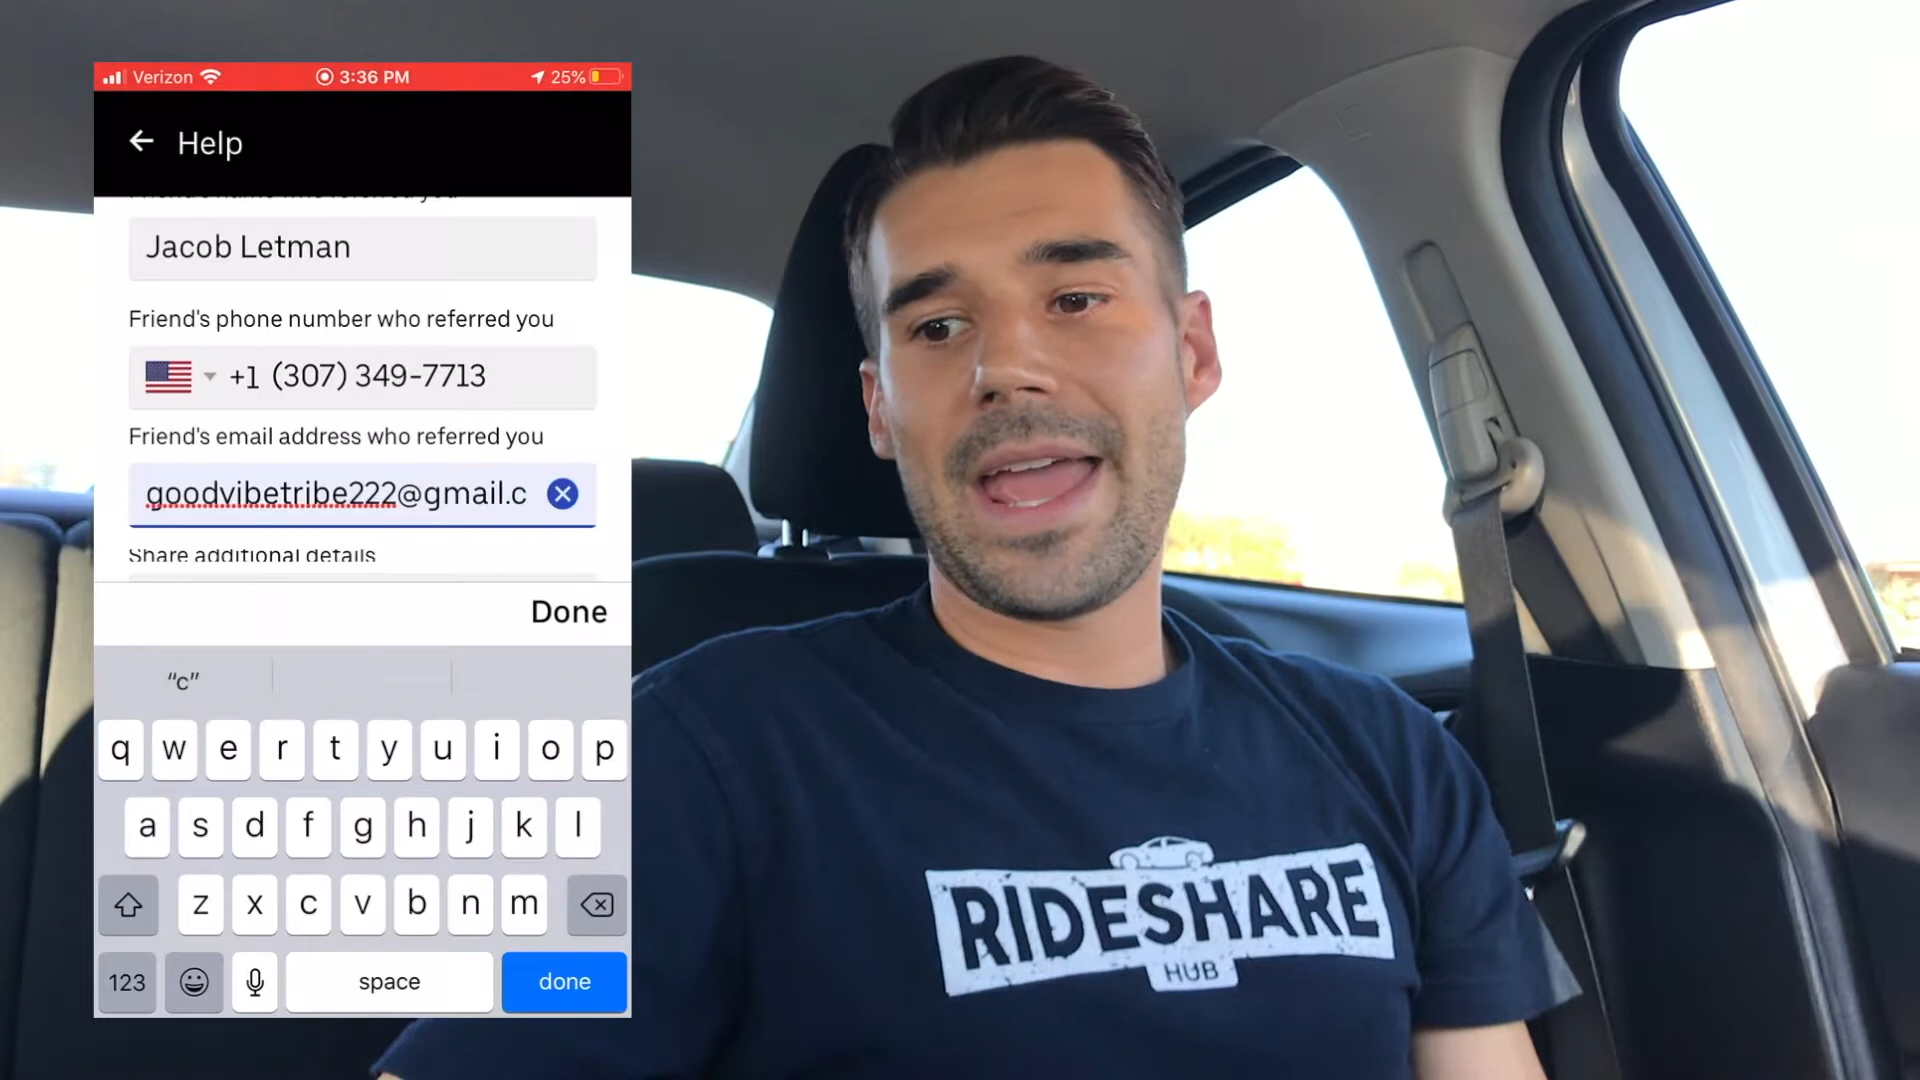 Verizon 3:36 PM 25%
Help
Jacob Letman
Friend's phone number who referred you
+1 (307) 349-7713
Friend's email address who referred you
goodvibetribe222@gmail.c
Share additional details
Done
"c"
q w e r t y u i o p
a s d f g h j k l
z x c v b n m
123 space done
RIDESHARE
HUB